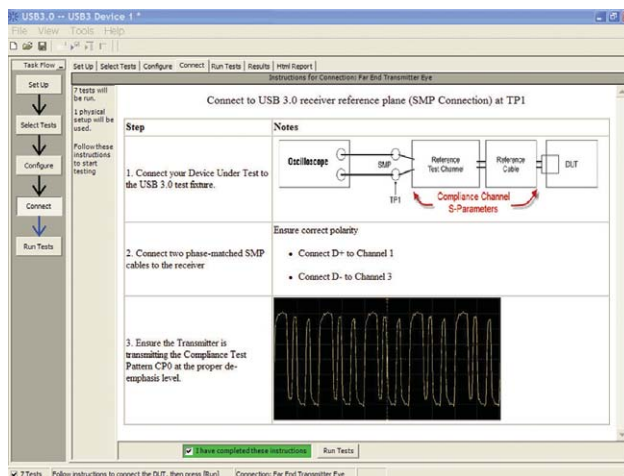 USB3.0 -- USB3 Device 1 *
File View Tools Help
Task Flow
Set Up
Select Tests
Configure
Connect
Run Tests
Set Up Select Tests Configure Connect Run Tests Results Html Report
Instructions for Connection: Far End Transmitter Eye
7 tests will
be run.
1 physical
setup will be
used.
Follow these
instructions
to start
testing
Connect to USB 3.0 receiver reference plane (SMP Connection) at TP1
Step Notes
1. Connect your Device Under Test to
the USB 3.0 test fixture.
Oscilloscope
SMP
TP1
Reference
Test Channel
Reference
Cable
DUT
Compliance Channel
S-Parameters
2. Connect two phase-matched SMP
cables to the receiver
Ensure correct polarity
• Connect D+ to Channel 1
• Connect D- to Channel 3
3. Ensure the Transmitter is
transmitting the Compliance Test
Pattern CP0 at the proper de-
emphasis level.
I have completed these instructions Run Tests
7 Tests Follow instructions to connect the DUT, then press [Run] Connection: Far End Transmitter Eye